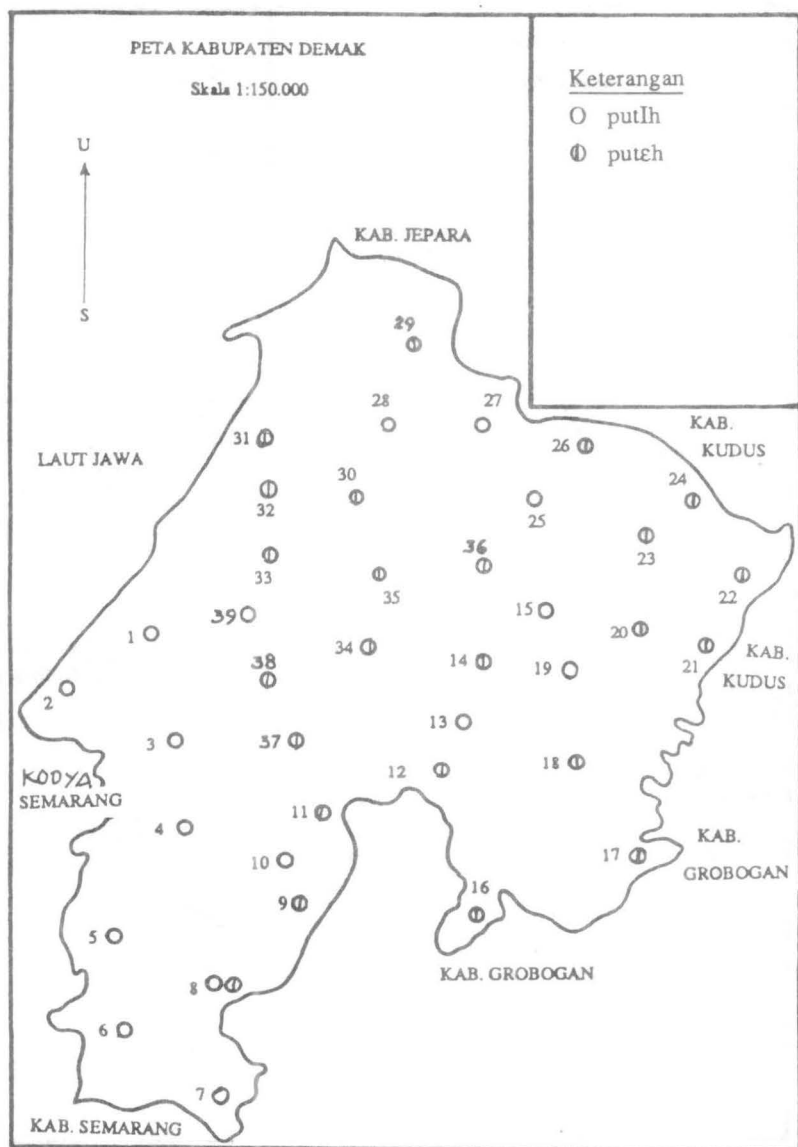 PETA KABUPATEN DEMAK
Skala 1:150.000
Keterangan
putIh
putɛh
U
S
KAB. JEPARA
29
28
27
31
26
KAB.
KUDUS
LAUT JAWA
30
24
32
25
23
36
33
35
22
39
15
1
20
34
14
21
KAB.
KUDUS
38
19
2
13
3
37
18
12
KODYA
SEMARANG
11
4
KAB.
GROBOGAN
17
10
16
9
5
KAB. GROBOGAN
8
6
7
KAB. SEMARANG